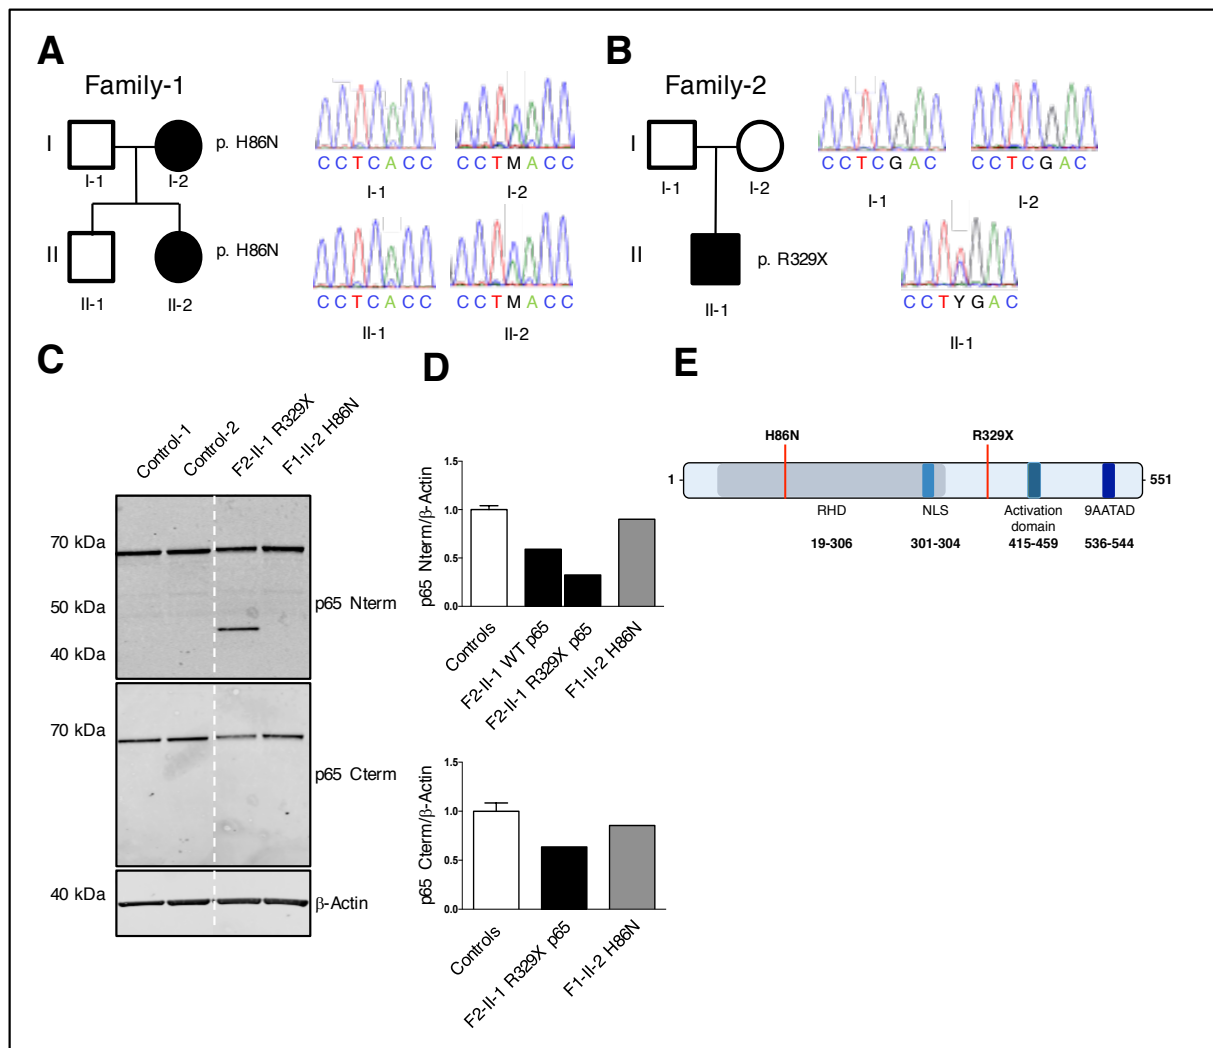 A
Family-1
I
I-1
I-2
p. H86N
II
II-1
II-2
p. H86N
CCTCACC
I-1
CCTMACC
I-2
CCTCACC
II-1
CCTMACC
II-2
B
Family-2
I
I-1
I-2
II
II-1
p. R329X
CCTCGAC
I-1
CCTCGAC
I-2
CCTYGAC
II-1
C
Control-1
Control-2
F2-II-1 R329X
F1-II-2 H86N
70 kDa
50 kDa
40 kDa
p65 Nterm
70 kDa
p65 Cterm
40 kDa
β-Actin
D
p65 Nterm/β-Actin
1.5
1.0
0.5
0.0
Controls
F2-II-1 WT p65
F2-II-1 R329X p65
F1-II-2 H86N
p65 Cterm/β-Actin
1.5
1.0
0.5
0.0
Controls
F2-II-1 R329X p65
F1-II-2 H86N
E
H86N
R329X
1
551
RHD
NLS
Activation
domain
9AATAD
19-306
301-304
415-459
536-544